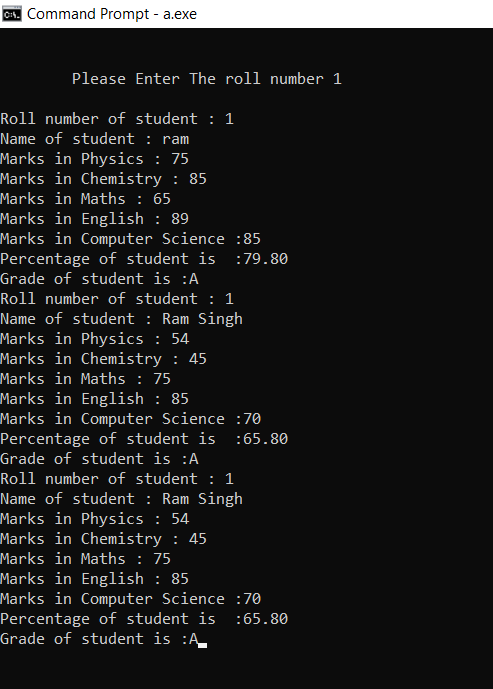 Command Prompt - a.exe
Please Enter The roll number 1
Roll number of student : 1
Name of student : ram
Marks in Physics : 75
Marks in Chemistry : 85
Marks in Maths : 65
Marks in English : 89
Marks in Computer Science :85
Percentage of student is  :79.80
Grade of student is :A
Roll number of student : 1
Name of student : Ram Singh
Marks in Physics : 54
Marks in Chemistry : 45
Marks in Maths : 75
Marks in English : 85
Marks in Computer Science :70
Percentage of student is  :65.80
Grade of student is :A
Roll number of student : 1
Name of student : Ram Singh
Marks in Physics : 54
Marks in Chemistry : 45
Marks in Maths : 75
Marks in English : 85
Marks in Computer Science :70
Percentage of student is  :65.80
Grade of student is :A